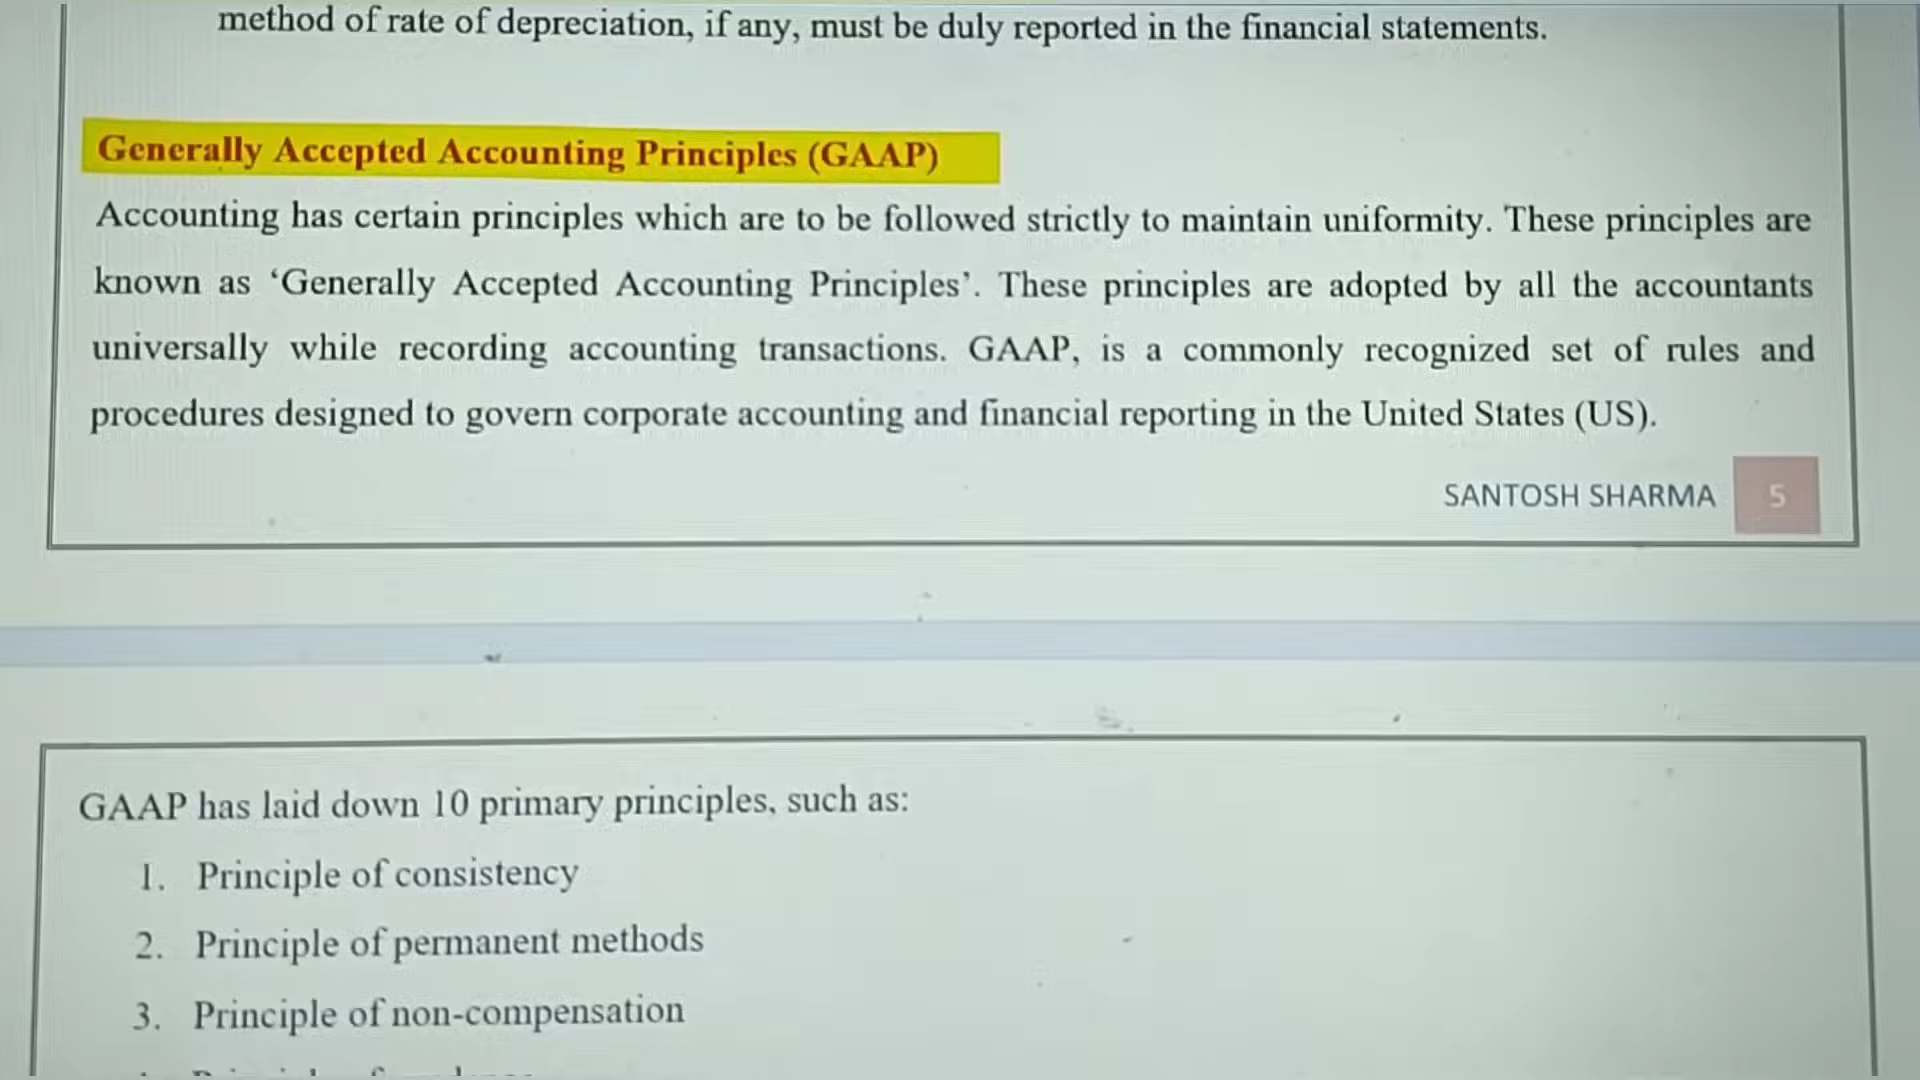 method of rate of depreciation, if any, must be duly reported in the financial statements.
Generally Accepted Accounting Principles (GAAP)
Accounting has certain principles which are to be followed strictly to maintain uniformity. These principles are
known as ‘Generally Accepted Accounting Principles’. These principles are adopted by all the accountants
universally while recording accounting transactions. GAAP, is a commonly recognized set of rules and
procedures designed to govern corporate accounting and financial reporting in the United States (US).
SANTOSH SHARMA 5
GAAP has laid down 10 primary principles, such as:
1. Principle of consistency
2. Principle of permanent methods
3. Principle of non-compensation